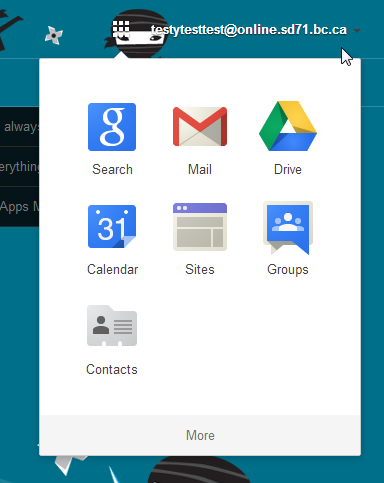 testytesttest@online.sd71.bc.ca
always
erything
Apps M
g
Search
Mail
Drive
31
Calendar
Sites
Groups
Contacts
More